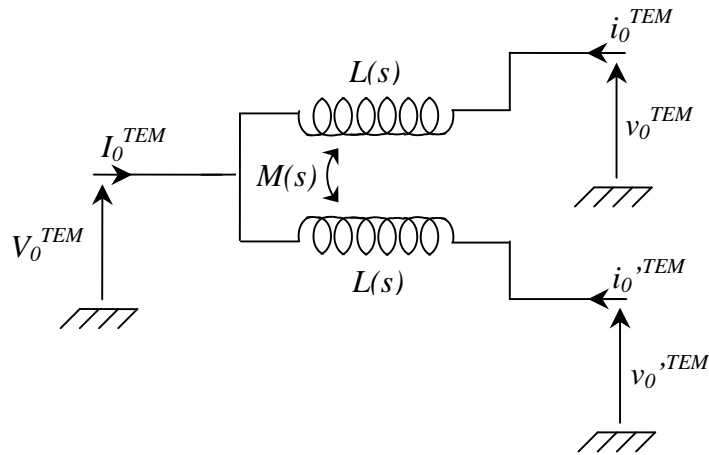 i₀ᵀᴱᴹ
L(s)
v₀ᵀᴱᴹ
I₀ᵀᴱᴹ
M(s)
V₀ᵀᴱᴹ
L(s)
i₀’ᵀᴱᴹ
v₀’ᵀᴱᴹ